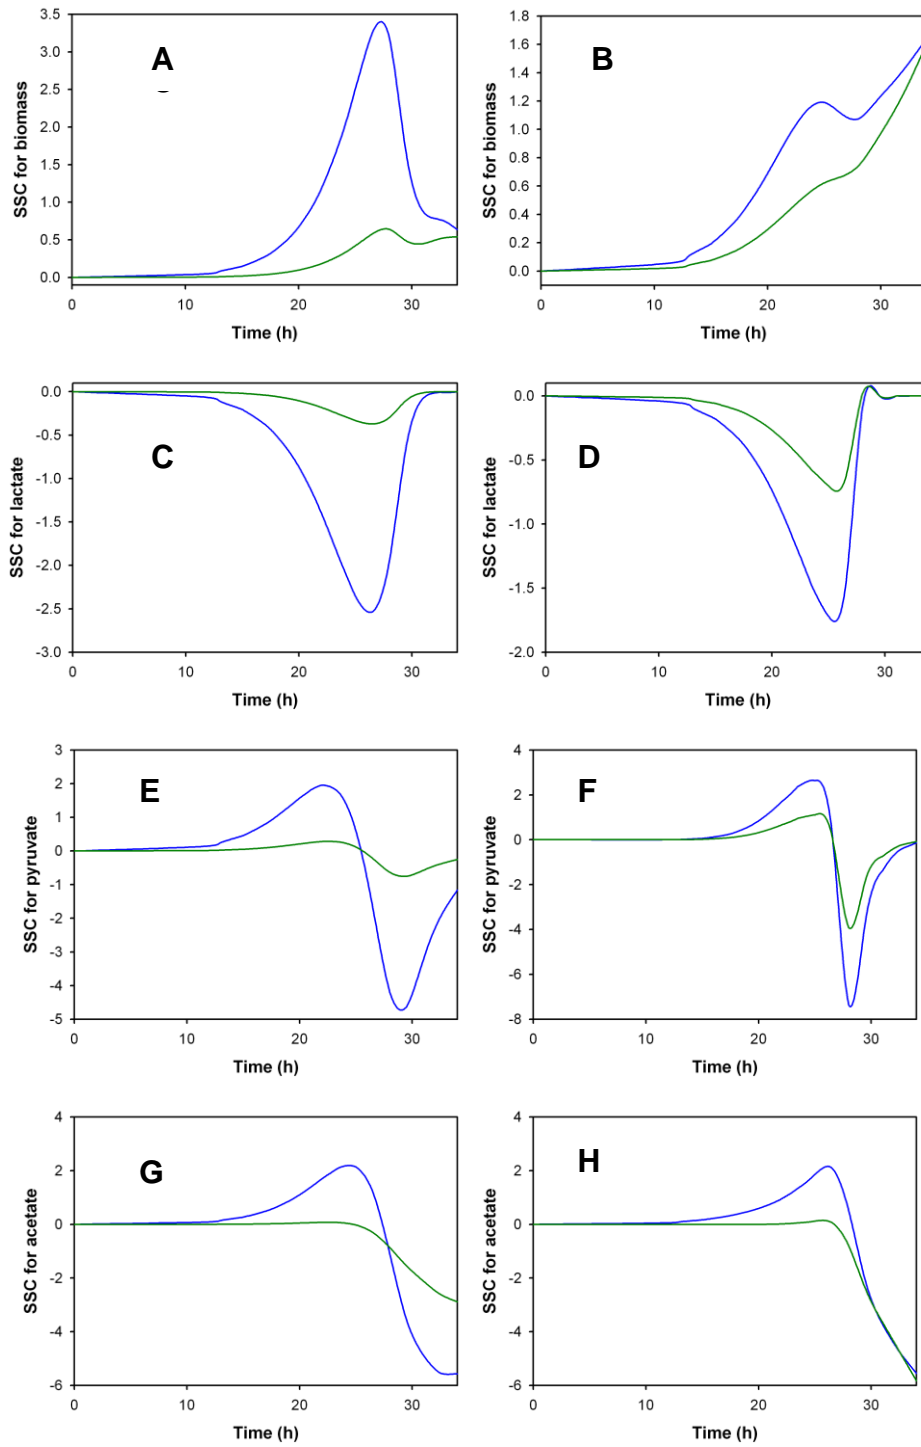 A
SSC for biomass
3.5
3.0
2.5
2.0
1.5
1.0
0.5
0.0
0 10 20 30
Time (h)
B
SSC for biomass
1.8
1.6
1.4
1.2
1.0
0.8
0.6
0.4
0.2
0.0
0 10 20 30
Time (h)
C
SSC for lactate
0.0
-0.5
-1.0
-1.5
-2.0
-2.5
-3.0
0 10 20 30
Time (h)
D
SSC for lactate
0.0
-0.5
-1.0
-1.5
-2.0
0 10 20 30
Time (h)
E
SSC for pyruvate
3
2
1
0
-1
-2
-3
-4
-5
0 10 20 30
Time (h)
F
SSC for pyruvate
4
2
0
-2
-4
-6
-8
0 10 20 30
Time (h)
G
SSC for acetate
4
2
0
-2
-4
-6
0 10 20 30
Time (h)
H
SSC for acetate
4
2
0
-2
-4
-6
0 10 20 30
Time (h)